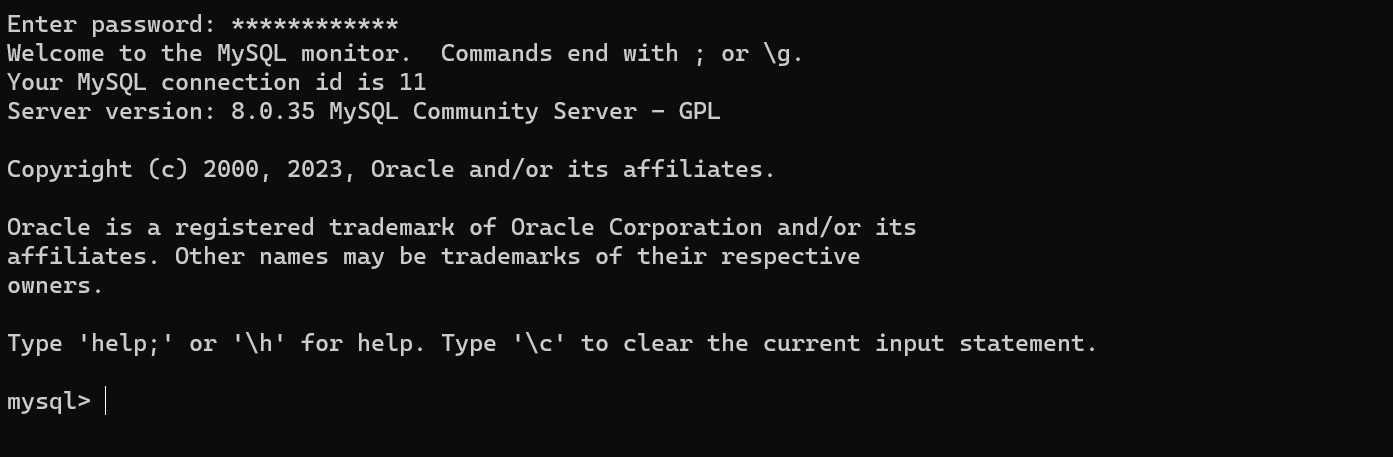 Enter password: ************
Welcome to the MySQL monitor.  Commands end with ; or \g.
Your MySQL connection id is 11
Server version: 8.0.35 MySQL Community Server - GPL
Copyright (c) 2000, 2023, Oracle and/or its affiliates.
Oracle is a registered trademark of Oracle Corporation and/or its
affiliates. Other names may be trademarks of their respective
owners.
Type 'help;' or '\h' for help. Type '\c' to clear the current input statement.
mysql>